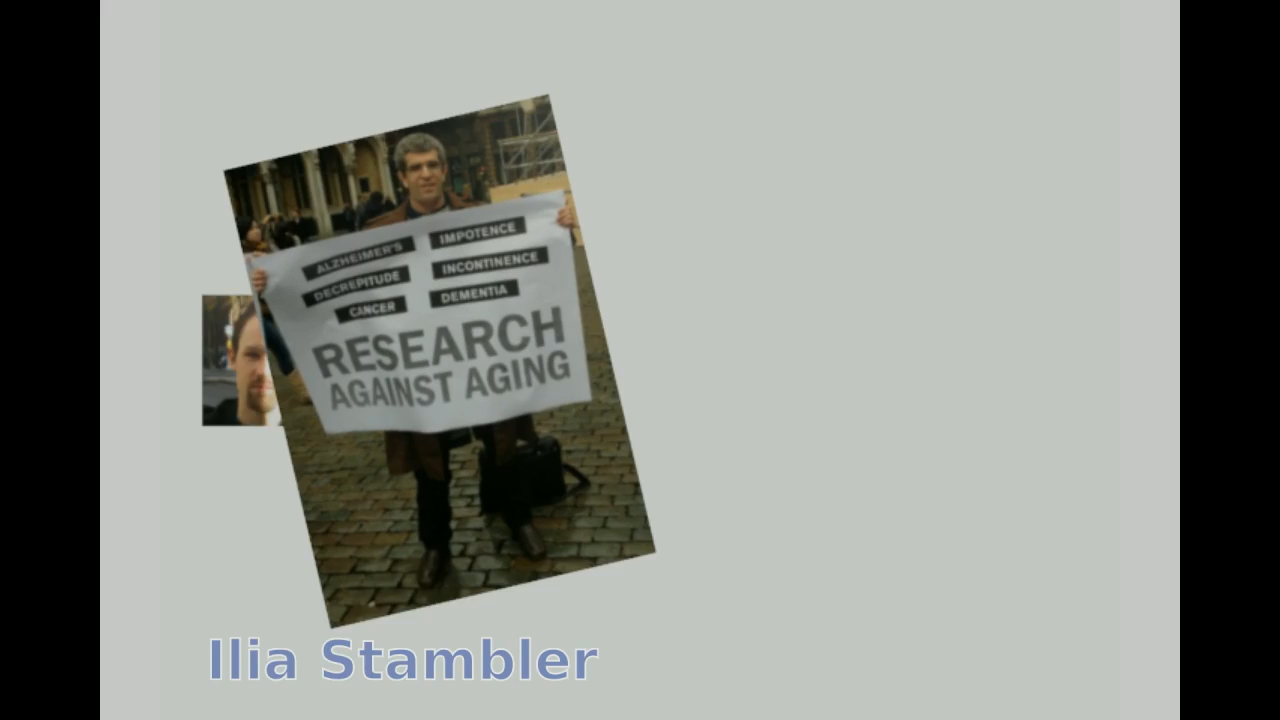 ALZHEIMER'S IMPOTENCE
DECREPITUDE INCONTINENCE
CANCER DEMENTIA
RESEARCH
AGAINST AGING
Ilia Stambler